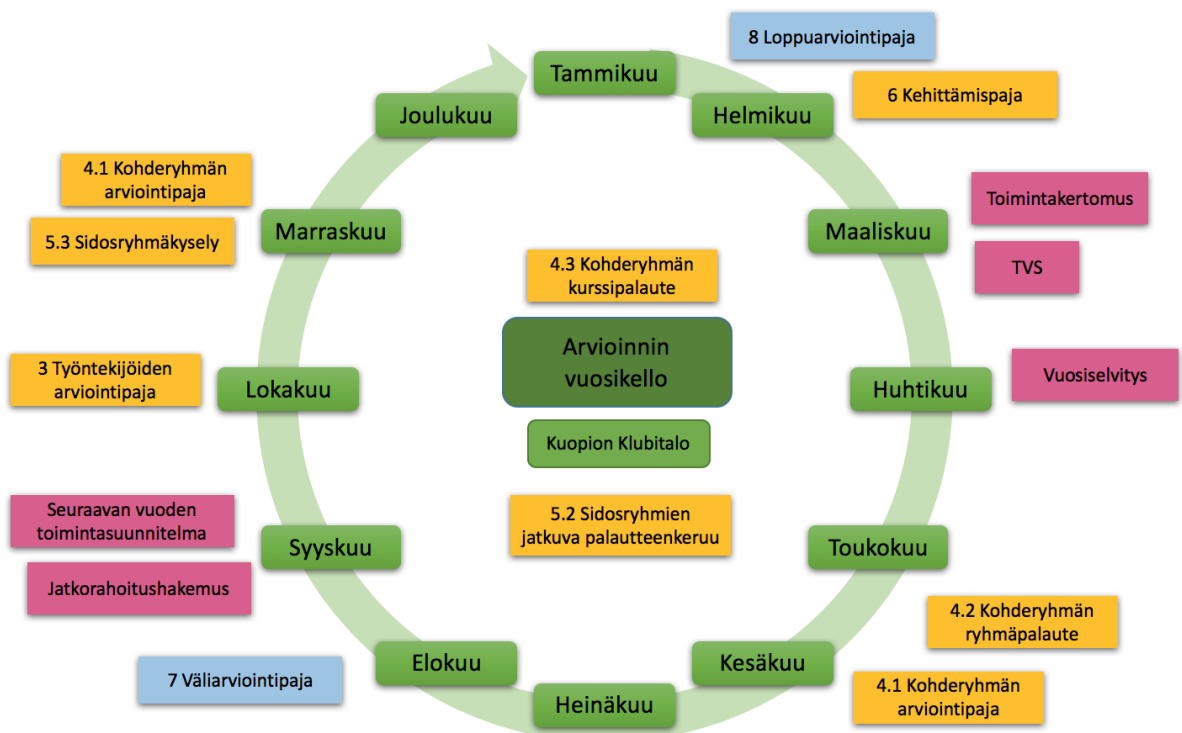 8 Loppuarviointipaja
Tammikuu
6 Kehittämispaja
Joulukuu
Helmikuu
4.1 Kohderyhmän
arviointipaja
Toimintakertomus
5.3 Sidosryhmäkysely
Marraskuu
Maaliskuu
4.3 Kohderyhmän
kurssipalaute
TVS
Arvioinnin
vuosikello
3 Työntekijöiden
arviointipaja
Lokakuu
Huhtikuu
Vuosiselvitys
Kuopion Klubitalo
Seuraavan vuoden
toimintasuunnitelma
5.2 Sidosryhmien
jatkuva palautteenkeruu
Syyskuu
Toukokuu
Jatkorahoitushakemus
4.2 Kohderyhmän
ryhmäpalaute
Elokuu
Kesäkuu
7 Väliarviointipaja
4.1 Kohderyhmän
arviointipaja
Heinäkuu